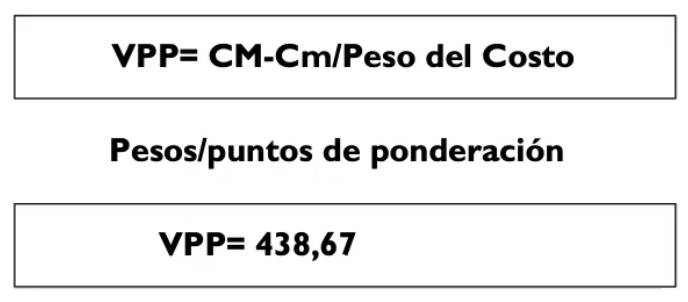 VPP= CM-Cm/Peso del Costo
Pesos/puntos de ponderación
VPP= 438,67